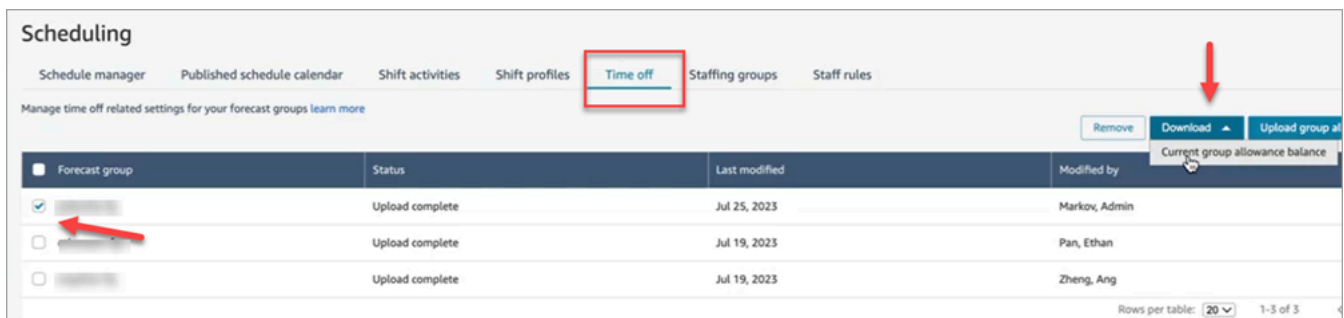 Scheduling
Schedule manager Published schedule calendar Shift activities Shift profiles Time off Staffing groups Staff rules
Manage time off related settings for your forecast groups learn more
Remove Download Upload group al
Current group allowance balance
Forecast group Status Last modified Modified by
Upload complete Jul 25, 2023 Markov, Admin
Upload complete Jul 19, 2023 Pan, Ethan
Upload complete Jul 19, 2023 Zheng, Ang
Rows per table: 20 1-3 of 3